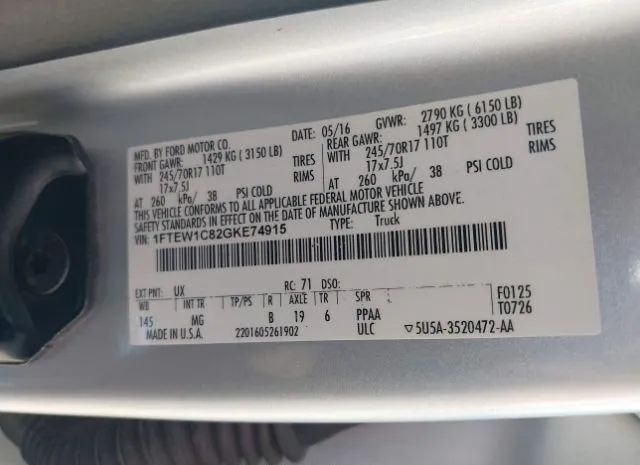 MFD. BY FORD MOTOR CO.
DATE: 05/16 GVWR: 2790 KG ( 6150 LB)
FRONT GAWR: 1429 KG ( 3150 LB) REAR GAWR: 1497 KG ( 3300 LB)
WITH 245/70R17 110T TIRES WITH 245/70R17 110T TIRES
17x7.5J RIMS 17x7.5J RIMS
AT 260 kPa/ 38 PSI COLD AT 260 kPa/ 38 PSI COLD
THIS VEHICLE CONFORMS TO ALL APPLICABLE FEDERAL MOTOR VEHICLE
SAFETY STANDARDS IN EFFECT ON THE DATE OF MANUFACTURE SHOWN ABOVE.
VIN: 1FTEW1C82GKE74915 TYPE: Truck
EXT PNT: UX RC: 71 DSO: F0125
WB INT TR TP/PS R AXLE TR SPR T0726
145 MG B 19 6 PPAA
MADE IN U.S.A. 2201605261902 ULC ▽5U5A-3520472-AA